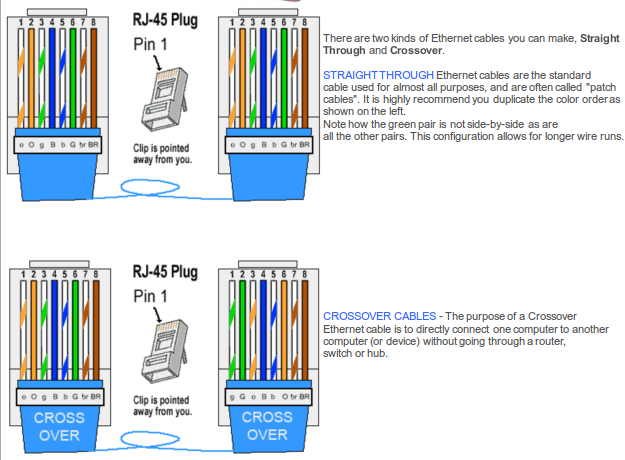 RJ-45 Plug
1 2 3 4 5 6 7 8
Pin 1
1 2 3 4 5 6 7 8
o O g B b G br BR
Clip is pointed
away from you.
o O g B b G br BR
There are two kinds of Ethernet cables you can make, Straight
Through and Crossover.
STRAIGHT THROUGH Ethernet cables are the standard
cable used for almost all purposes, and are often called "patch
cables". It is highly recommend you duplicate the color order as
shown on the left.
Note how the green pair is not side-by-side as are
all the other pairs. This configuration allows for longer wire runs.
RJ-45 Plug
1 2 3 4 5 6 7 8
Pin 1
1 2 3 4 5 6 7 8
o O g B b G br BR
CROSS
OVER
Clip is pointed
away from you.
g G o B b O br BR
CROSS
OVER
CROSSOVER CABLES - The purpose of a Crossover
Ethernet cable is to directly connect one computer to another
computer (or device) without going through a router,
switch or hub.